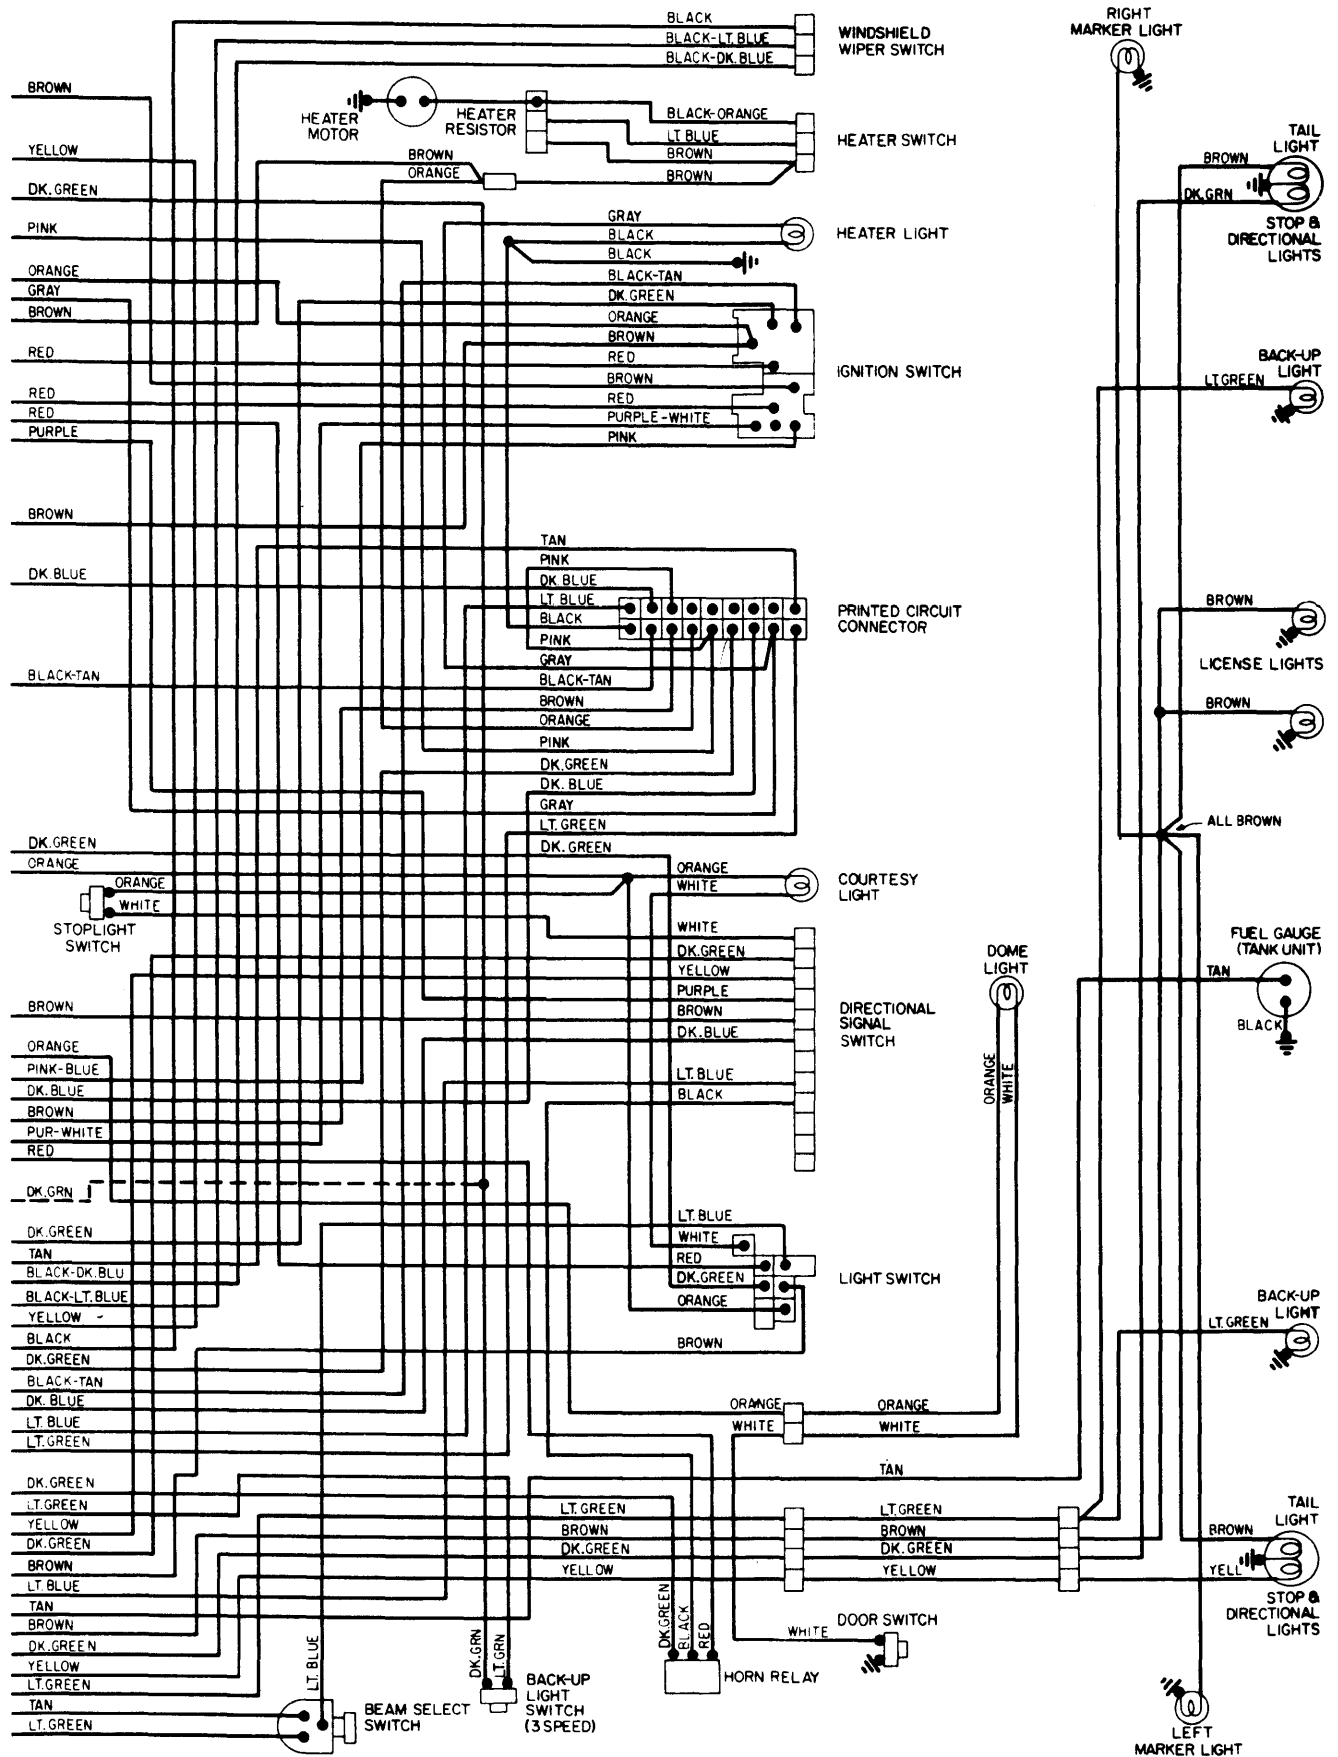 BLACK
BLACK-LT. BLUE
BLACK-DK. BLUE
WINDSHIELD
WIPER SWITCH
RIGHT
MARKER LIGHT
BROWN
HEATER
MOTOR
HEATER
RESISTOR
BLACK-ORANGE
LT BLUE
BROWN
HEATER SWITCH
TAIL
LIGHT
YELLOW
BROWN
ORANGE
BROWN
BROWN
DK. GREEN
DK. GRN
PINK
GRAY
BLACK
BLACK
HEATER LIGHT
STOP &
DIRECTIONAL
LIGHTS
ORANGE
GRAY
BROWN
BLACK-TAN
DK. GREEN
ORANGE
BROWN
RED
RED
BROWN
IGNITION SWITCH
BACK-UP
LIGHT
LT. GREEN
RED
RED
PURPLE
RED
PURPLE-WHITE
PINK
BROWN
TAN
PINK
DK. BLUE
DK. BLUE
LT. BLUE
BLACK
PINK
GRAY
PRINTED CIRCUIT
CONNECTOR
BROWN
LICENSE LIGHTS
BLACK-TAN
BLACK-TAN
BROWN
ORANGE
BROWN
PINK
DK. GREEN
DK. BLUE
GRAY
LT. GREEN
ALL BROWN
DK. GREEN
DK. GREEN
ORANGE
ORANGE
WHITE
STOPLIGHT
SWITCH
ORANGE
WHITE
COURTESY
LIGHT
WHITE
DK. GREEN
YELLOW
PURPLE
BROWN
DK. BLUE
LT. BLUE
BLACK
DIRECTIONAL
SIGNAL
SWITCH
DOME
LIGHT
ORANGE
WHITE
FUEL GAUGE
(TANK UNIT)
TAN
BLACK
BROWN
ORANGE
PINK-BLUE
DK. BLUE
BROWN
PUR-WHITE
RED
DK. GRN
DK. GREEN
TAN
BLACK-DK. BLU
BLACK-LT. BLUE
YELLOW -
BLACK
DK. GREEN
BLACK-TAN
DK. BLUE
LT. BLUE
LT. GREEN
LT. BLUE
WHITE
RED
DK. GREEN
ORANGE
BROWN
LIGHT SWITCH
BACK-UP
LIGHT
LT. GREEN
ORANGE
WHITE
ORANGE
WHITE
TAN
DK. GREEN
LT. GREEN
YELLOW
DK. GREEN
BROWN
LT. BLUE
TAN
BROWN
DK. GREEN
YELLOW
LT. GREEN
TAN
LT. GREEN
LT. GREEN
BROWN
DK. GREEN
YELLOW
LT. GREEN
BROWN
DK. GREEN
YELLOW
TAIL
LIGHT
BROWN
YELL
STOP &
DIRECTIONAL
LIGHTS
LT. BLUE
BEAM SELECT
SWITCH
DK. GRN
LT. GRN
BACK-UP
LIGHT
SWITCH
(3 SPEED)
DK. GREEN
BLACK
RED
HORN RELAY
WHITE
DOOR SWITCH
LEFT
MARKER LIGHT